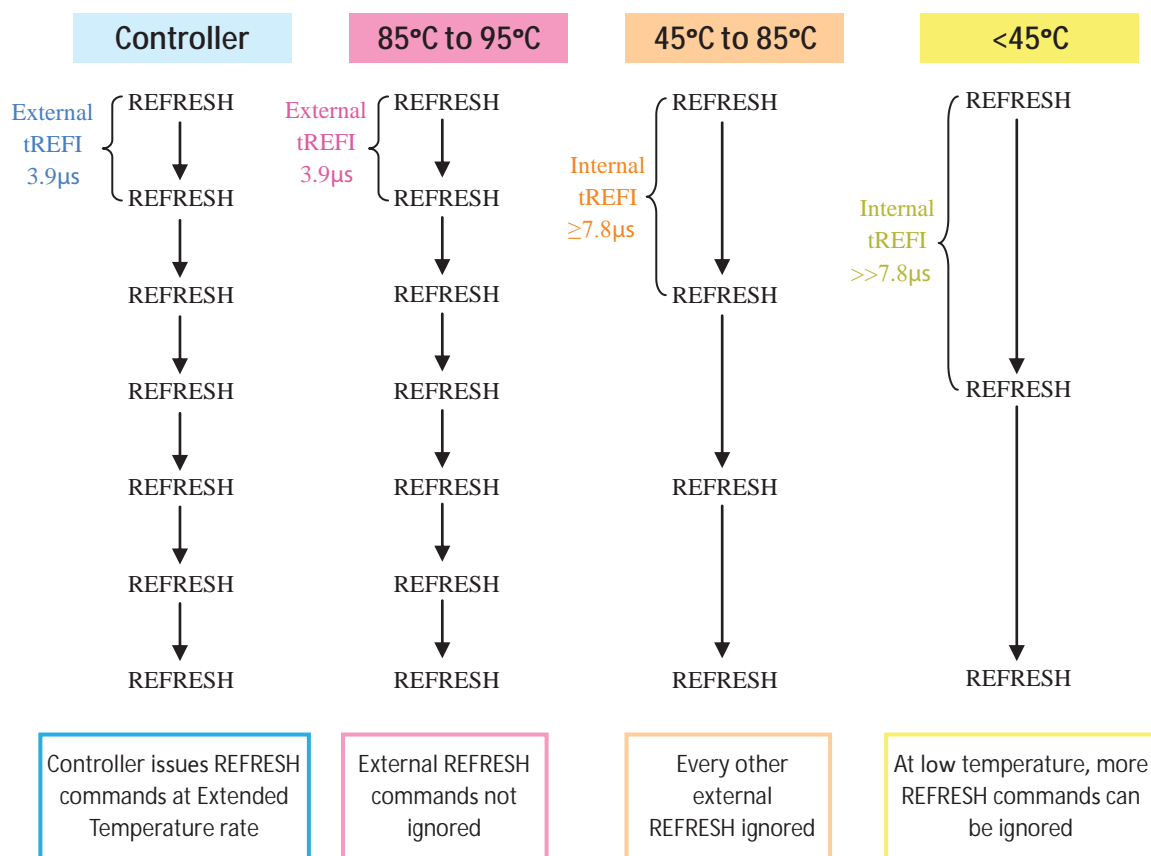 Controller
85°C to 95°C
45°C to 85°C
<45°C
External
tREFI
3.9µs
REFRESH
REFRESH
REFRESH
REFRESH
REFRESH
REFRESH
REFRESH
External
tREFI
3.9µs
REFRESH
REFRESH
REFRESH
REFRESH
REFRESH
REFRESH
REFRESH
Internal
tREFI
≥7.8µs
REFRESH
REFRESH
REFRESH
REFRESH
Internal
tREFI
>>7.8µs
REFRESH
REFRESH
REFRESH
Controller issues REFRESH
commands at Extended
Temperature rate
External REFRESH
commands not
ignored
Every other
external
REFRESH ignored
At low temperature, more
REFRESH commands can
be ignored